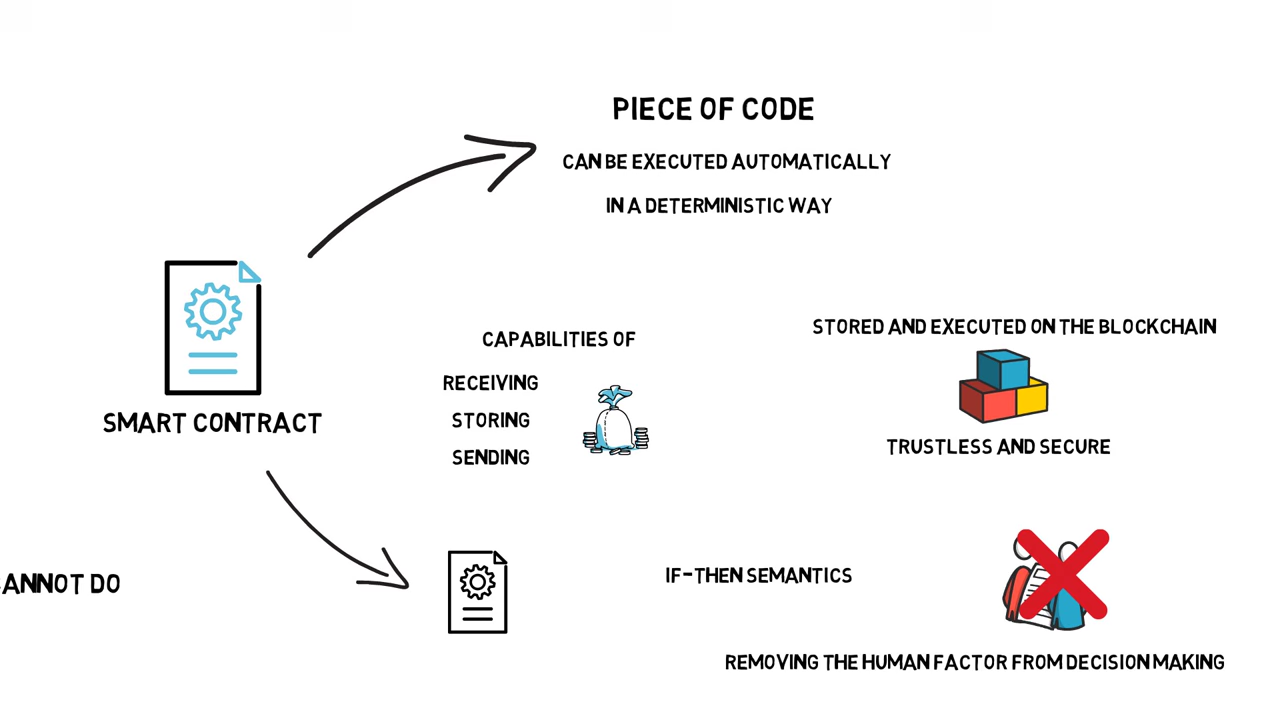 PIECE OF CODE
CAN BE EXECUTED AUTOMATICALLY
IN A DETERMINISTIC WAY
SMART CONTRACT
CAPABILITIES OF
RECEIVING
STORING
SENDING
STORED AND EXECUTED ON THE BLOCKCHAIN
TRUSTLESS AND SECURE
DO
IF-THEN SEMANTICS
REMOVING THE HUMAN FACTOR FROM DECISION MAKING